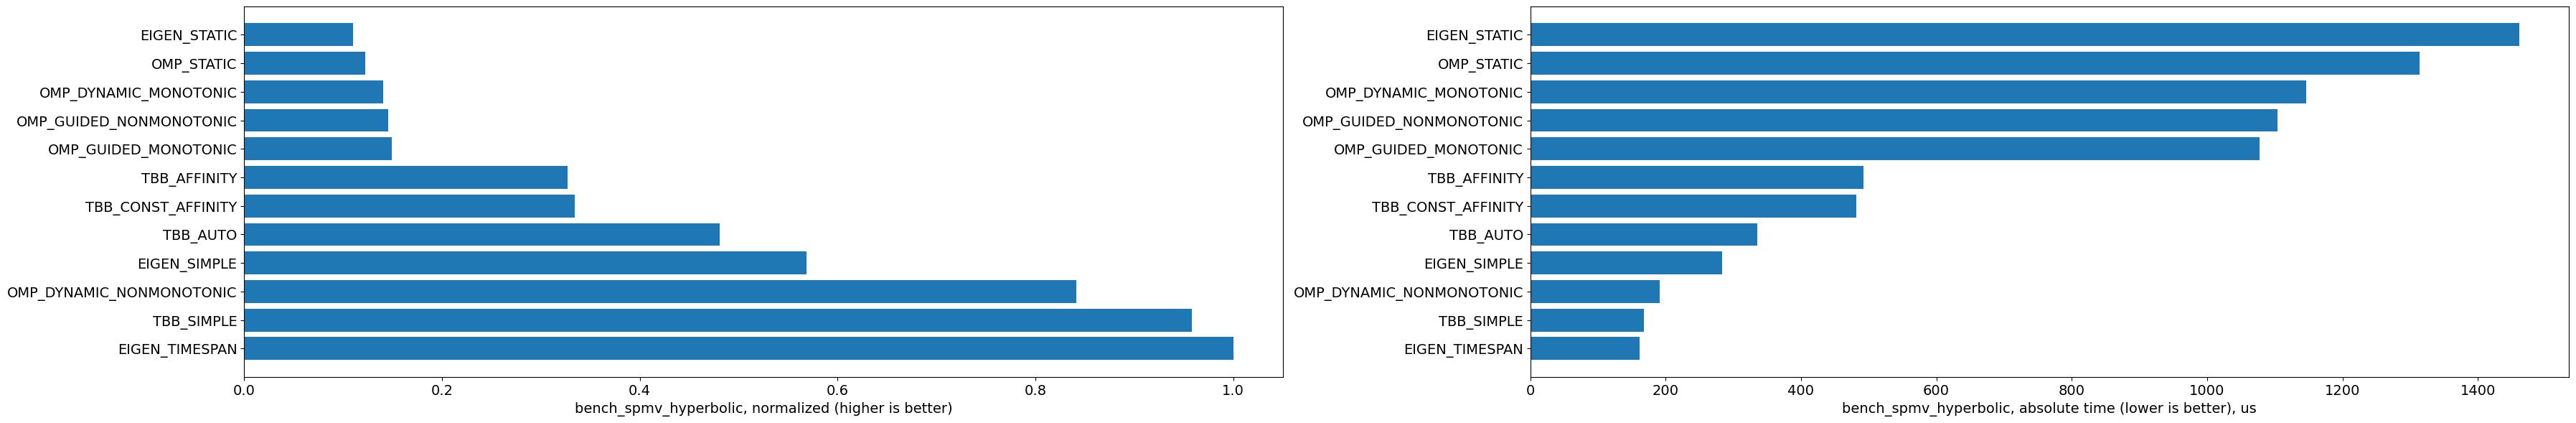 EIGEN_STATIC
OMP_STATIC
OMP_DYNAMIC_MONOTONIC
OMP_GUIDED_NONMONOTONIC
OMP_GUIDED_MONOTONIC
TBB_AFFINITY
TBB_CONST_AFFINITY
TBB_AUTO
EIGEN_SIMPLE
OMP_DYNAMIC_NONMONOTONIC
TBB_SIMPLE
EIGEN_TIMESPAN
0.0 0.2 0.4 0.6 0.8 1.0
bench_spmv_hyperbolic, normalized (higher is better)
EIGEN_STATIC
OMP_STATIC
OMP_DYNAMIC_MONOTONIC
OMP_GUIDED_NONMONOTONIC
OMP_GUIDED_MONOTONIC
TBB_AFFINITY
TBB_CONST_AFFINITY
TBB_AUTO
EIGEN_SIMPLE
OMP_DYNAMIC_NONMONOTONIC
TBB_SIMPLE
EIGEN_TIMESPAN
0 200 400 600 800 1000 1200 1400
bench_spmv_hyperbolic, absolute time (lower is better), us